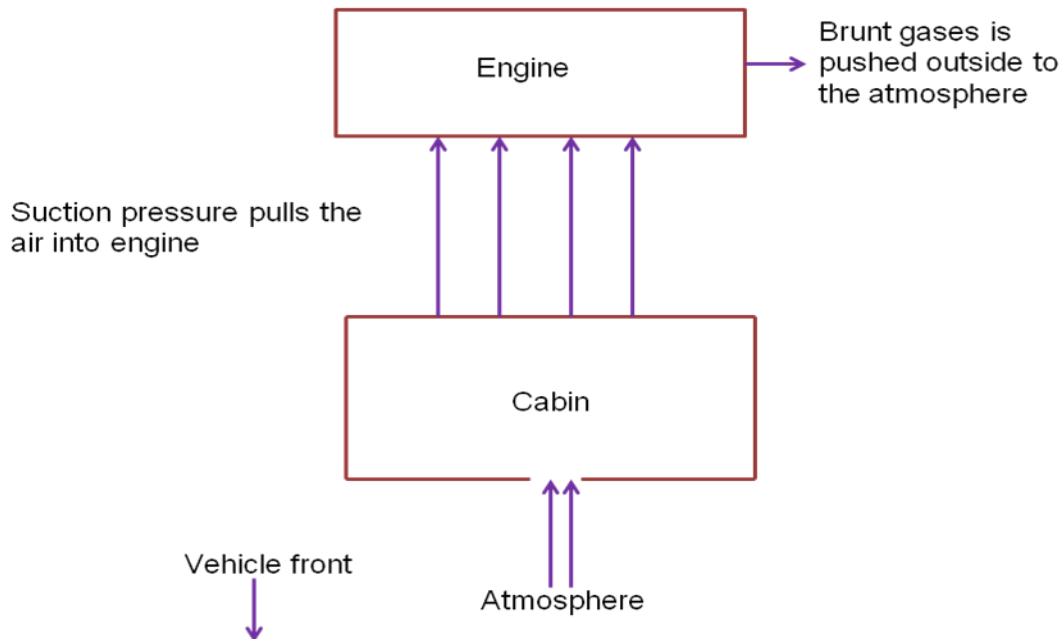 Engine
Brunt gases is
pushed outside to
the atmosphere
Suction pressure pulls the
air into engine
Cabin
Vehicle front
Atmosphere